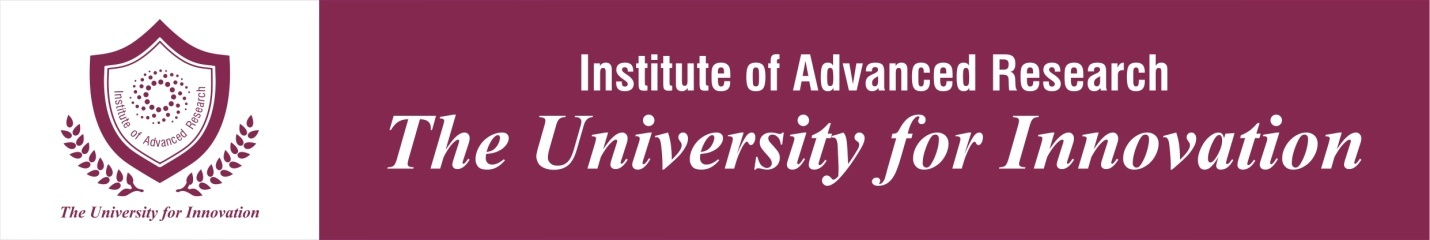 Institute of Advanced Research
The University for Innovation
Institute of Advanced Research
The University for Innovation